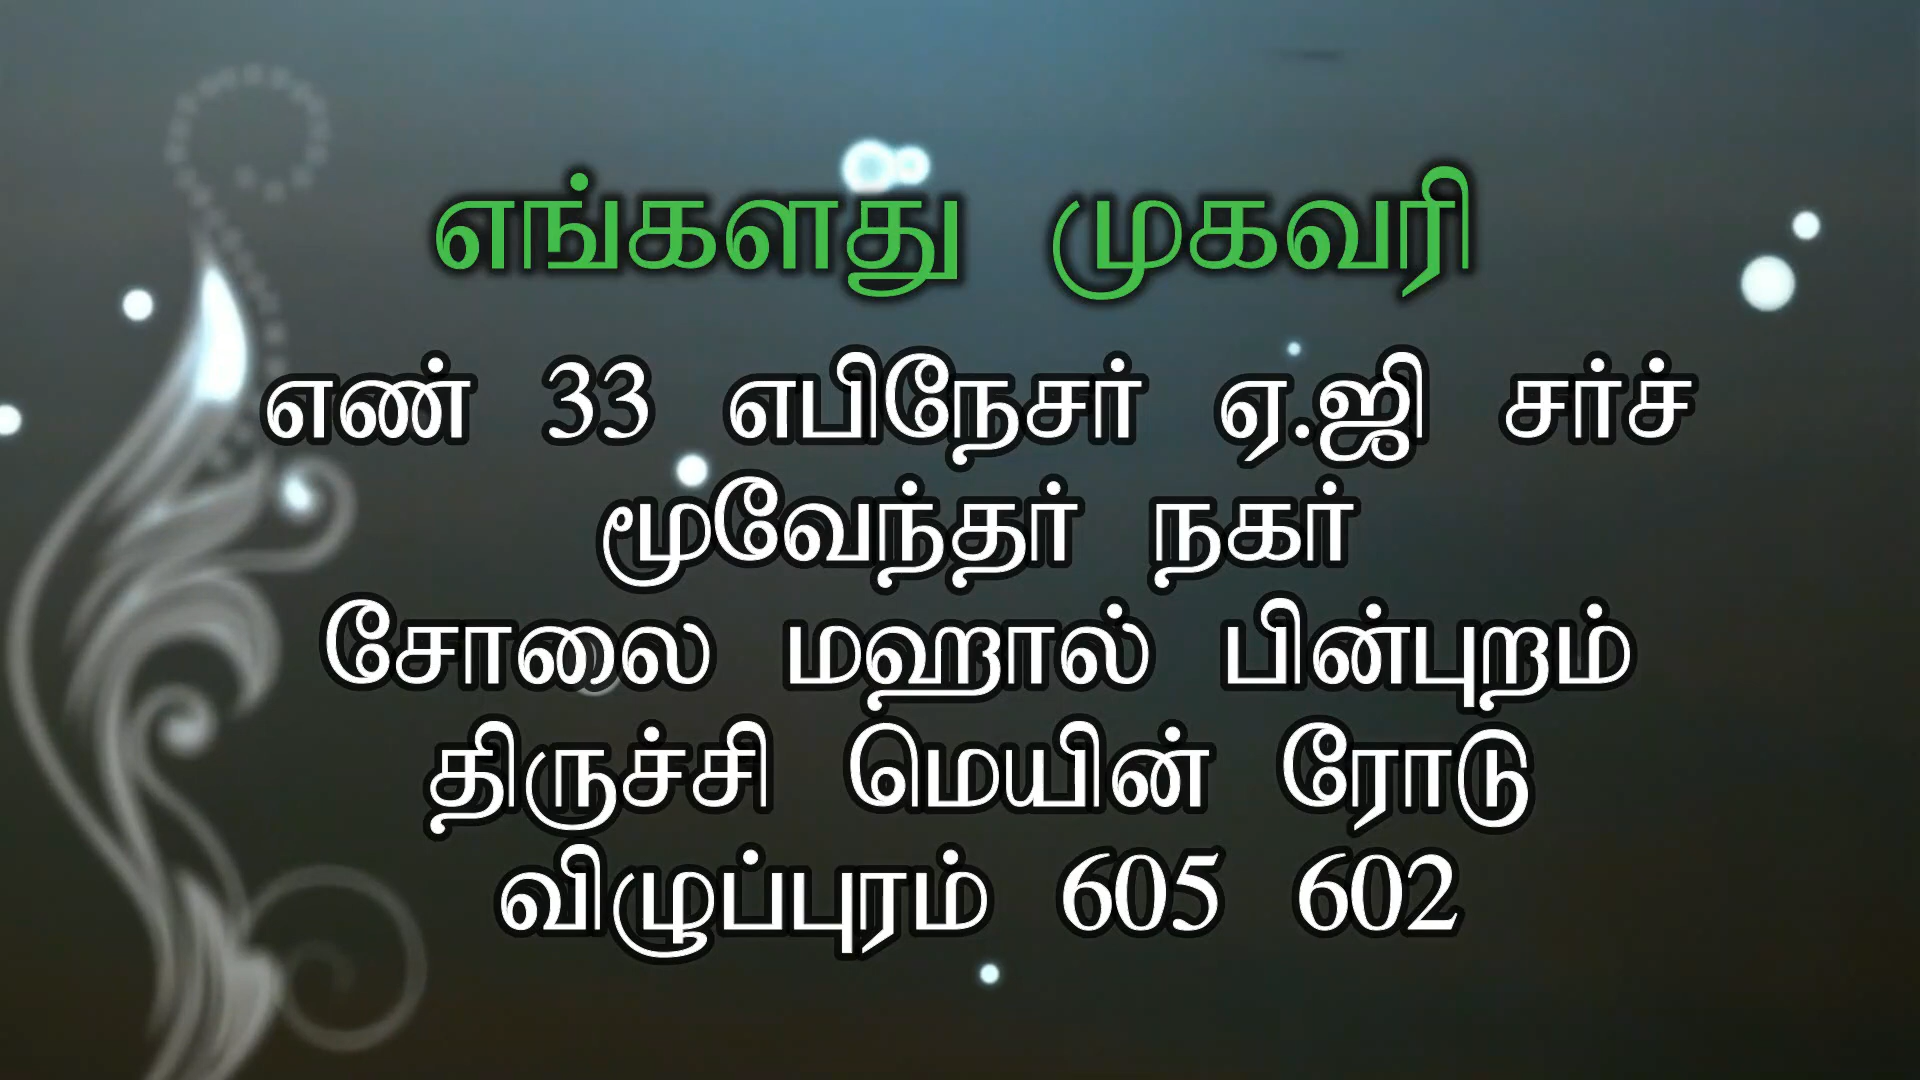 எங்களது முகவரி
எண் 33 எபிநேசர் ஏ.ஜி சர்ச்
மூவேந்தர் நகர்
சோலை மஹால் பின்புறம்
திருச்சி மெயின் ரோடு
விழுப்புரம் 605 602